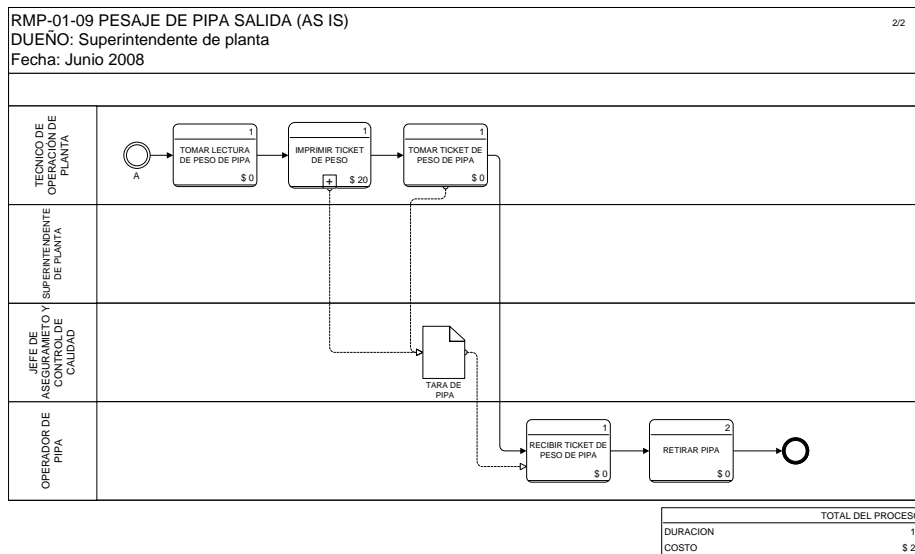 RMP-01-09 PESAJE DE PIPA SALIDA (AS IS)
2/2
DUEÑO: Superintendente de planta
Fecha: Junio 2008
TECNICO DE
OPERACIÓN DE
PLANTA
A
1
TOMAR LECTURA
DE PESO DE PIPA
$ 0
1
IMPRIMIR TICKET
DE PESO
+
$ 20
1
TOMAR TICKET DE
PESO DE PIPA
$ 0
SUPERINTENDENTE
DE PLANTA
JEFE DE
ASEGURAMIETO Y
CONTROL DE
CALIDAD
TARA DE
PIPA
OPERADOR DE
PIPA
1
RECIBIR TICKET DE
PESO DE PIPA
$ 0
2
RETIRAR PIPA
$ 0
TOTAL DEL PROCESO
DURACION
COSTO